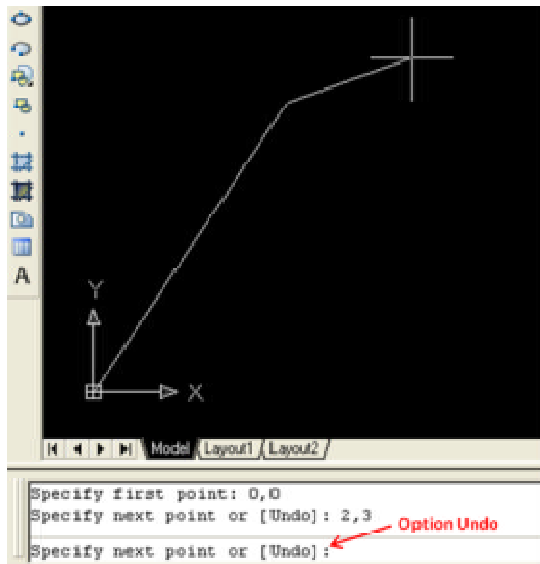 A
Y
X
Model Layout1 Layout2
Specify first point: 0,0
Specify next point or [Undo]: 2,3
Option Undo
Specify next point or [Undo]: